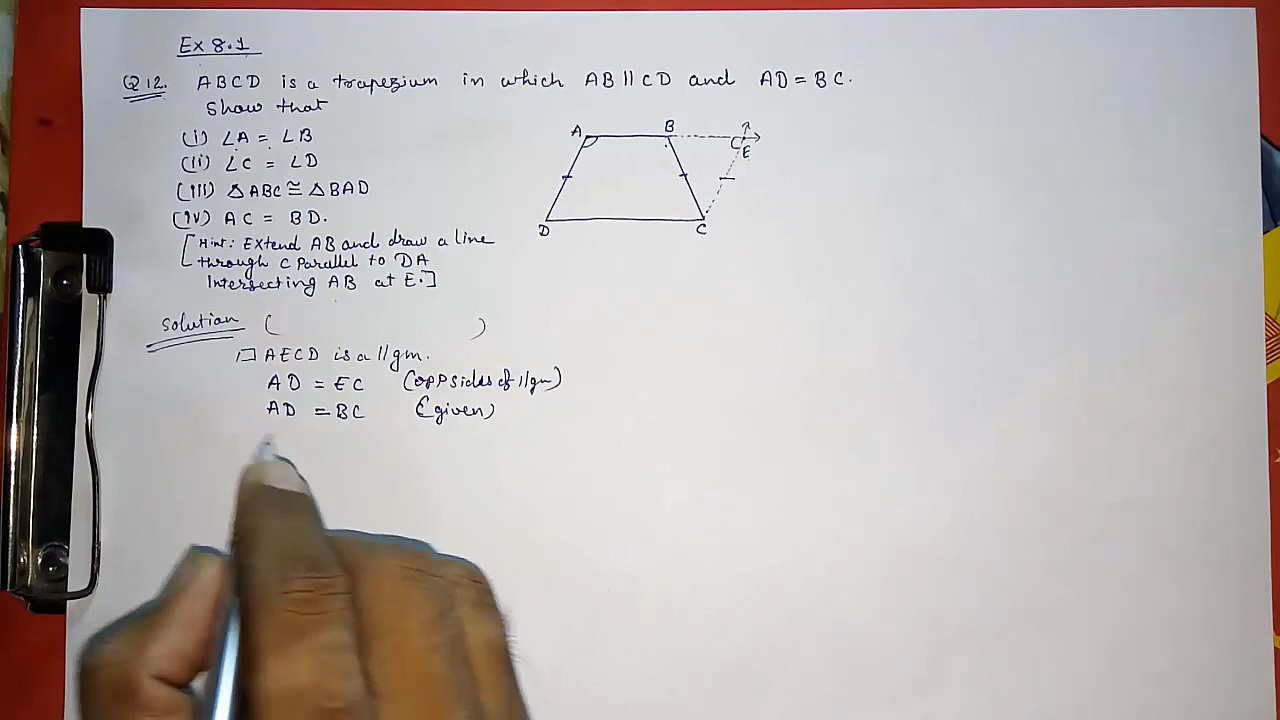 Ex 8.1
Q 12. ABCD is a trapezium in which AB || CD and AD = BC.
Show that
(i) ∠A = ∠B
(ii) ∠C = ∠D
(iii) △ABC ≅ △BAD
(iv) AC = BD.
[Hint: Extend AB and draw a line
through C parallel to DA
Intersecting AB at E.]
A B
E
D C
Solution ( )
▱ AECD is a ||gm.
AD = EC (opp sides of ||gm)
AD = BC (given)